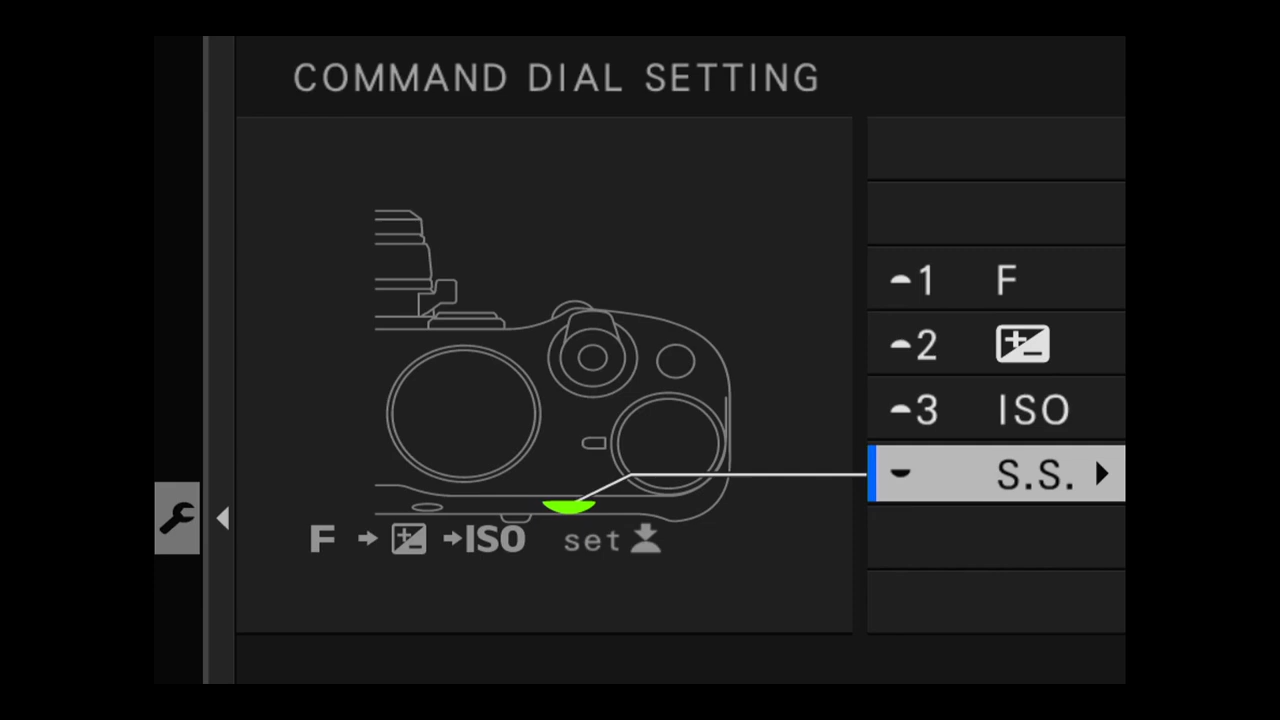 COMMAND DIAL SETTING
1 F
2
3 ISO
S.S.
F ISO set